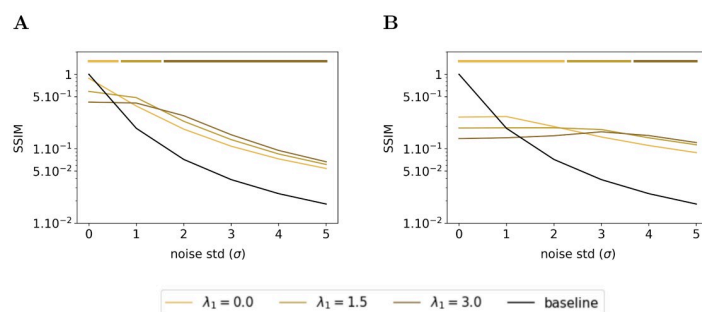 A
B
SSIM
1
5.10⁻¹
1.10⁻¹
5.10⁻²
1.10⁻²
0 1 2 3 4 5
noise std (σ)
SSIM
1
5.10⁻¹
1.10⁻¹
5.10⁻²
1.10⁻²
0 1 2 3 4 5
noise std (σ)
λ₁ = 0.0 λ₁ = 1.5 λ₁ = 3.0 baseline